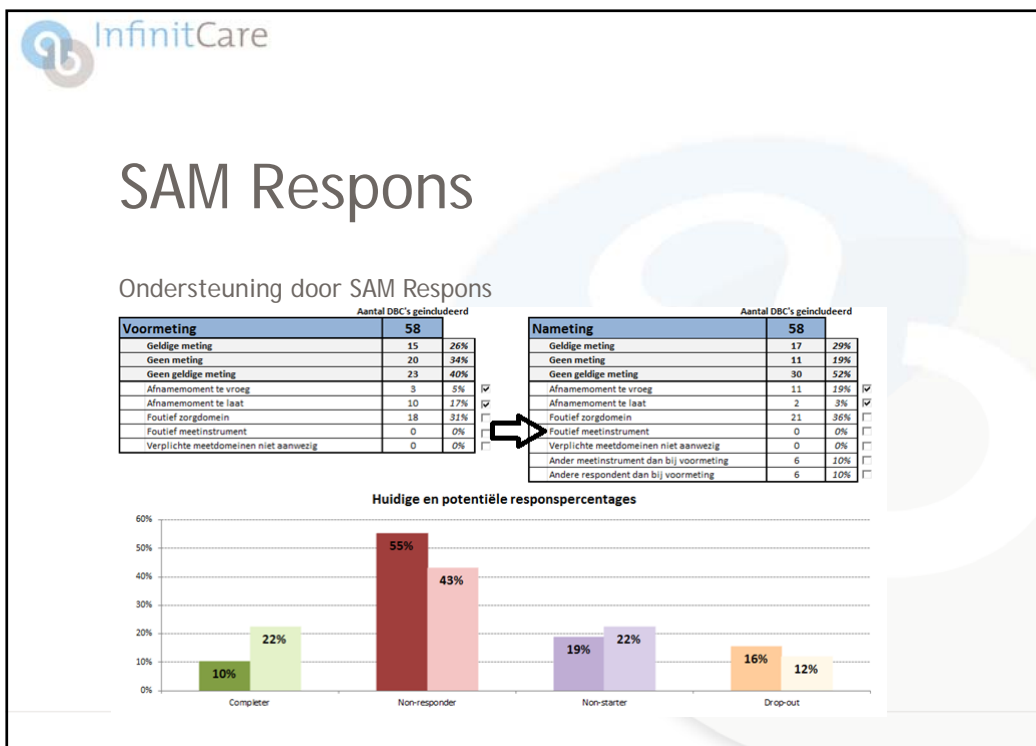 InfinitCare
SAM Respons
Ondersteuning door SAM Respons
Aantal DBC's geincludeerd
Voormeting 58
Geldige meting 15 26%
Geen meting 20 34%
Geen geldige meting 23 40%
Afnamemoment te vroeg 3 5%
Afnamemoment te laat 10 17%
Foutief zorgdomein 18 31%
Foutief meetinstrument 0 0%
Verplichte meetdomeinen niet aanwezig 0 0%
Aantal DBC's geincludeerd
Nameting 58
Geldige meting 17 29%
Geen meting 11 19%
Geen geldige meting 30 52%
Afnamemoment te vroeg 11 19%
Afnamemoment te laat 2 3%
Foutief zorgdomein 21 36%
Foutief meetinstrument 0 0%
Verplichte meetdomeinen niet aanwezig 0 0%
Ander meetinstrument dan bij voormeting 6 10%
Andere respondent dan bij voormeting 6 10%
Huidige en potentiële responspercentages
60%
50%
40%
30%
20%
10%
0%
10% 22%
55% 43%
19% 22%
16% 12%
Completer Non-responder Non-starter Drop-out